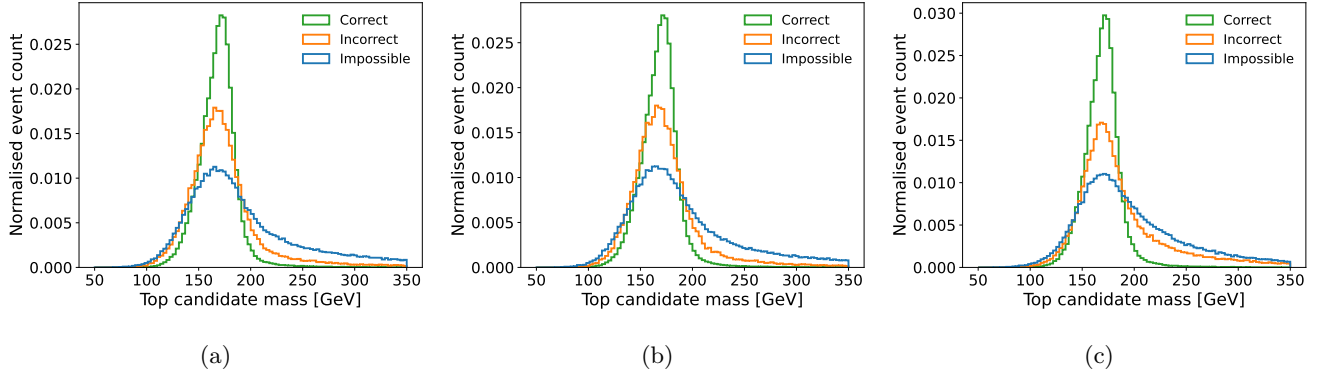 Normalised event count
0.025
0.020
0.015
0.010
0.005
0.000
50 100 150 200 250 300 350
Top candidate mass [GeV]
Correct
Incorrect
Impossible
(a)
Normalised event count
0.025
0.020
0.015
0.010
0.005
0.000
50 100 150 200 250 300 350
Top candidate mass [GeV]
Correct
Incorrect
Impossible
(b)
Normalised event count
0.030
0.025
0.020
0.015
0.010
0.005
0.000
50 100 150 200 250 300 350
Top candidate mass [GeV]
Correct
Incorrect
Impossible
(c)